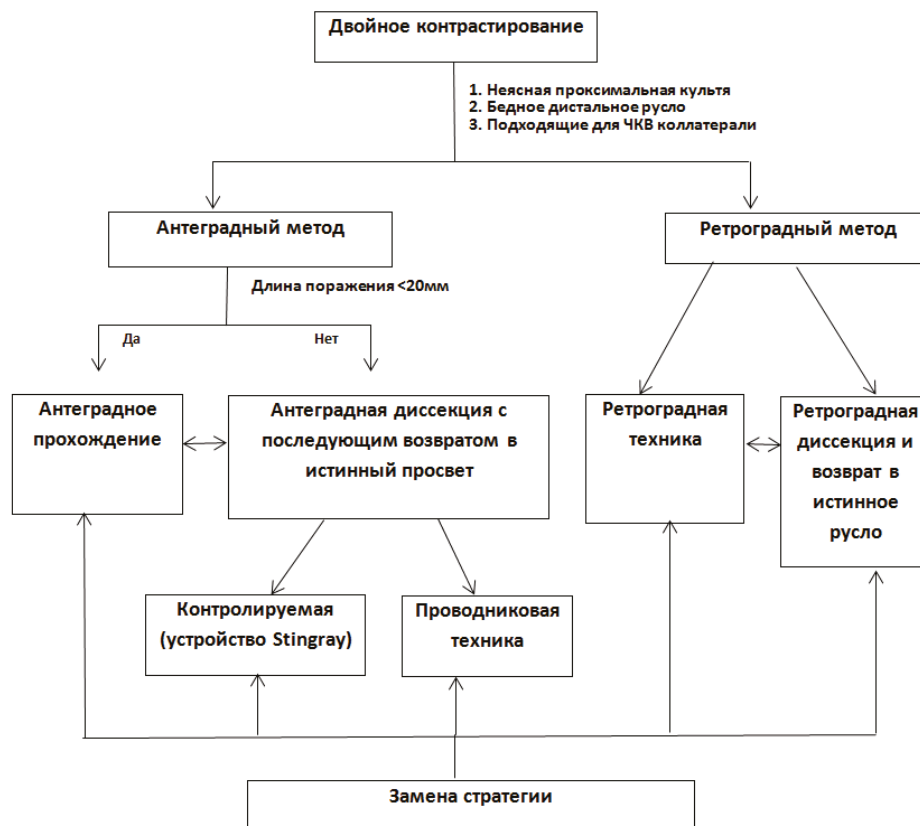 Двойное контрастирование
1. Неясная проксимальная культя
2. Бедное дистальное русло
3. Подходящие для ЧКВ коллатерали
Антеградный метод
Ретроградный метод
Длина поражения <20мм
Да
Нет
Антеградное
прохождение
Антеградная диссекция с
последующим возвратом в
истинный просвет
Ретроградная
техника
Ретроградная
диссекция и
возврат в
истинное
русло
Контролируемая
(устройство Stingray)
Проводниковая
техника
Замена стратегии